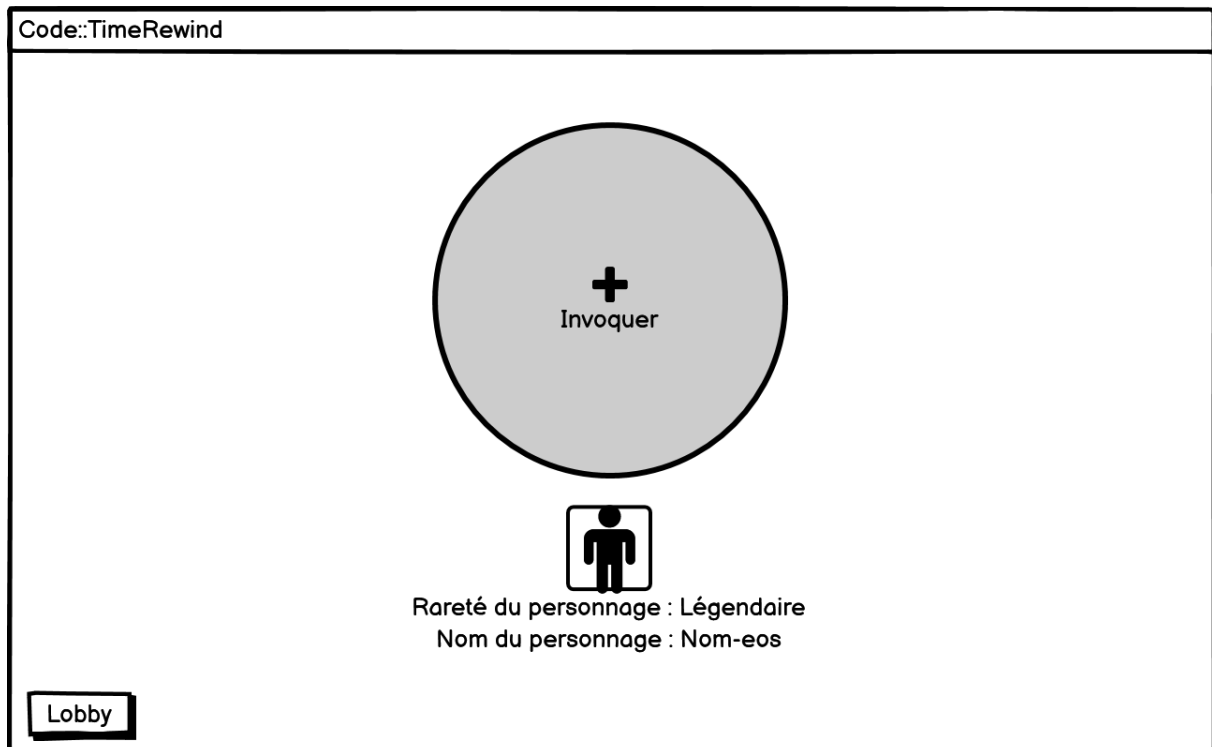 Code::TimeRewind
Invoquer
Rareté du personnage : Légendaire
Nom du personnage : Nom-eos
Lobby